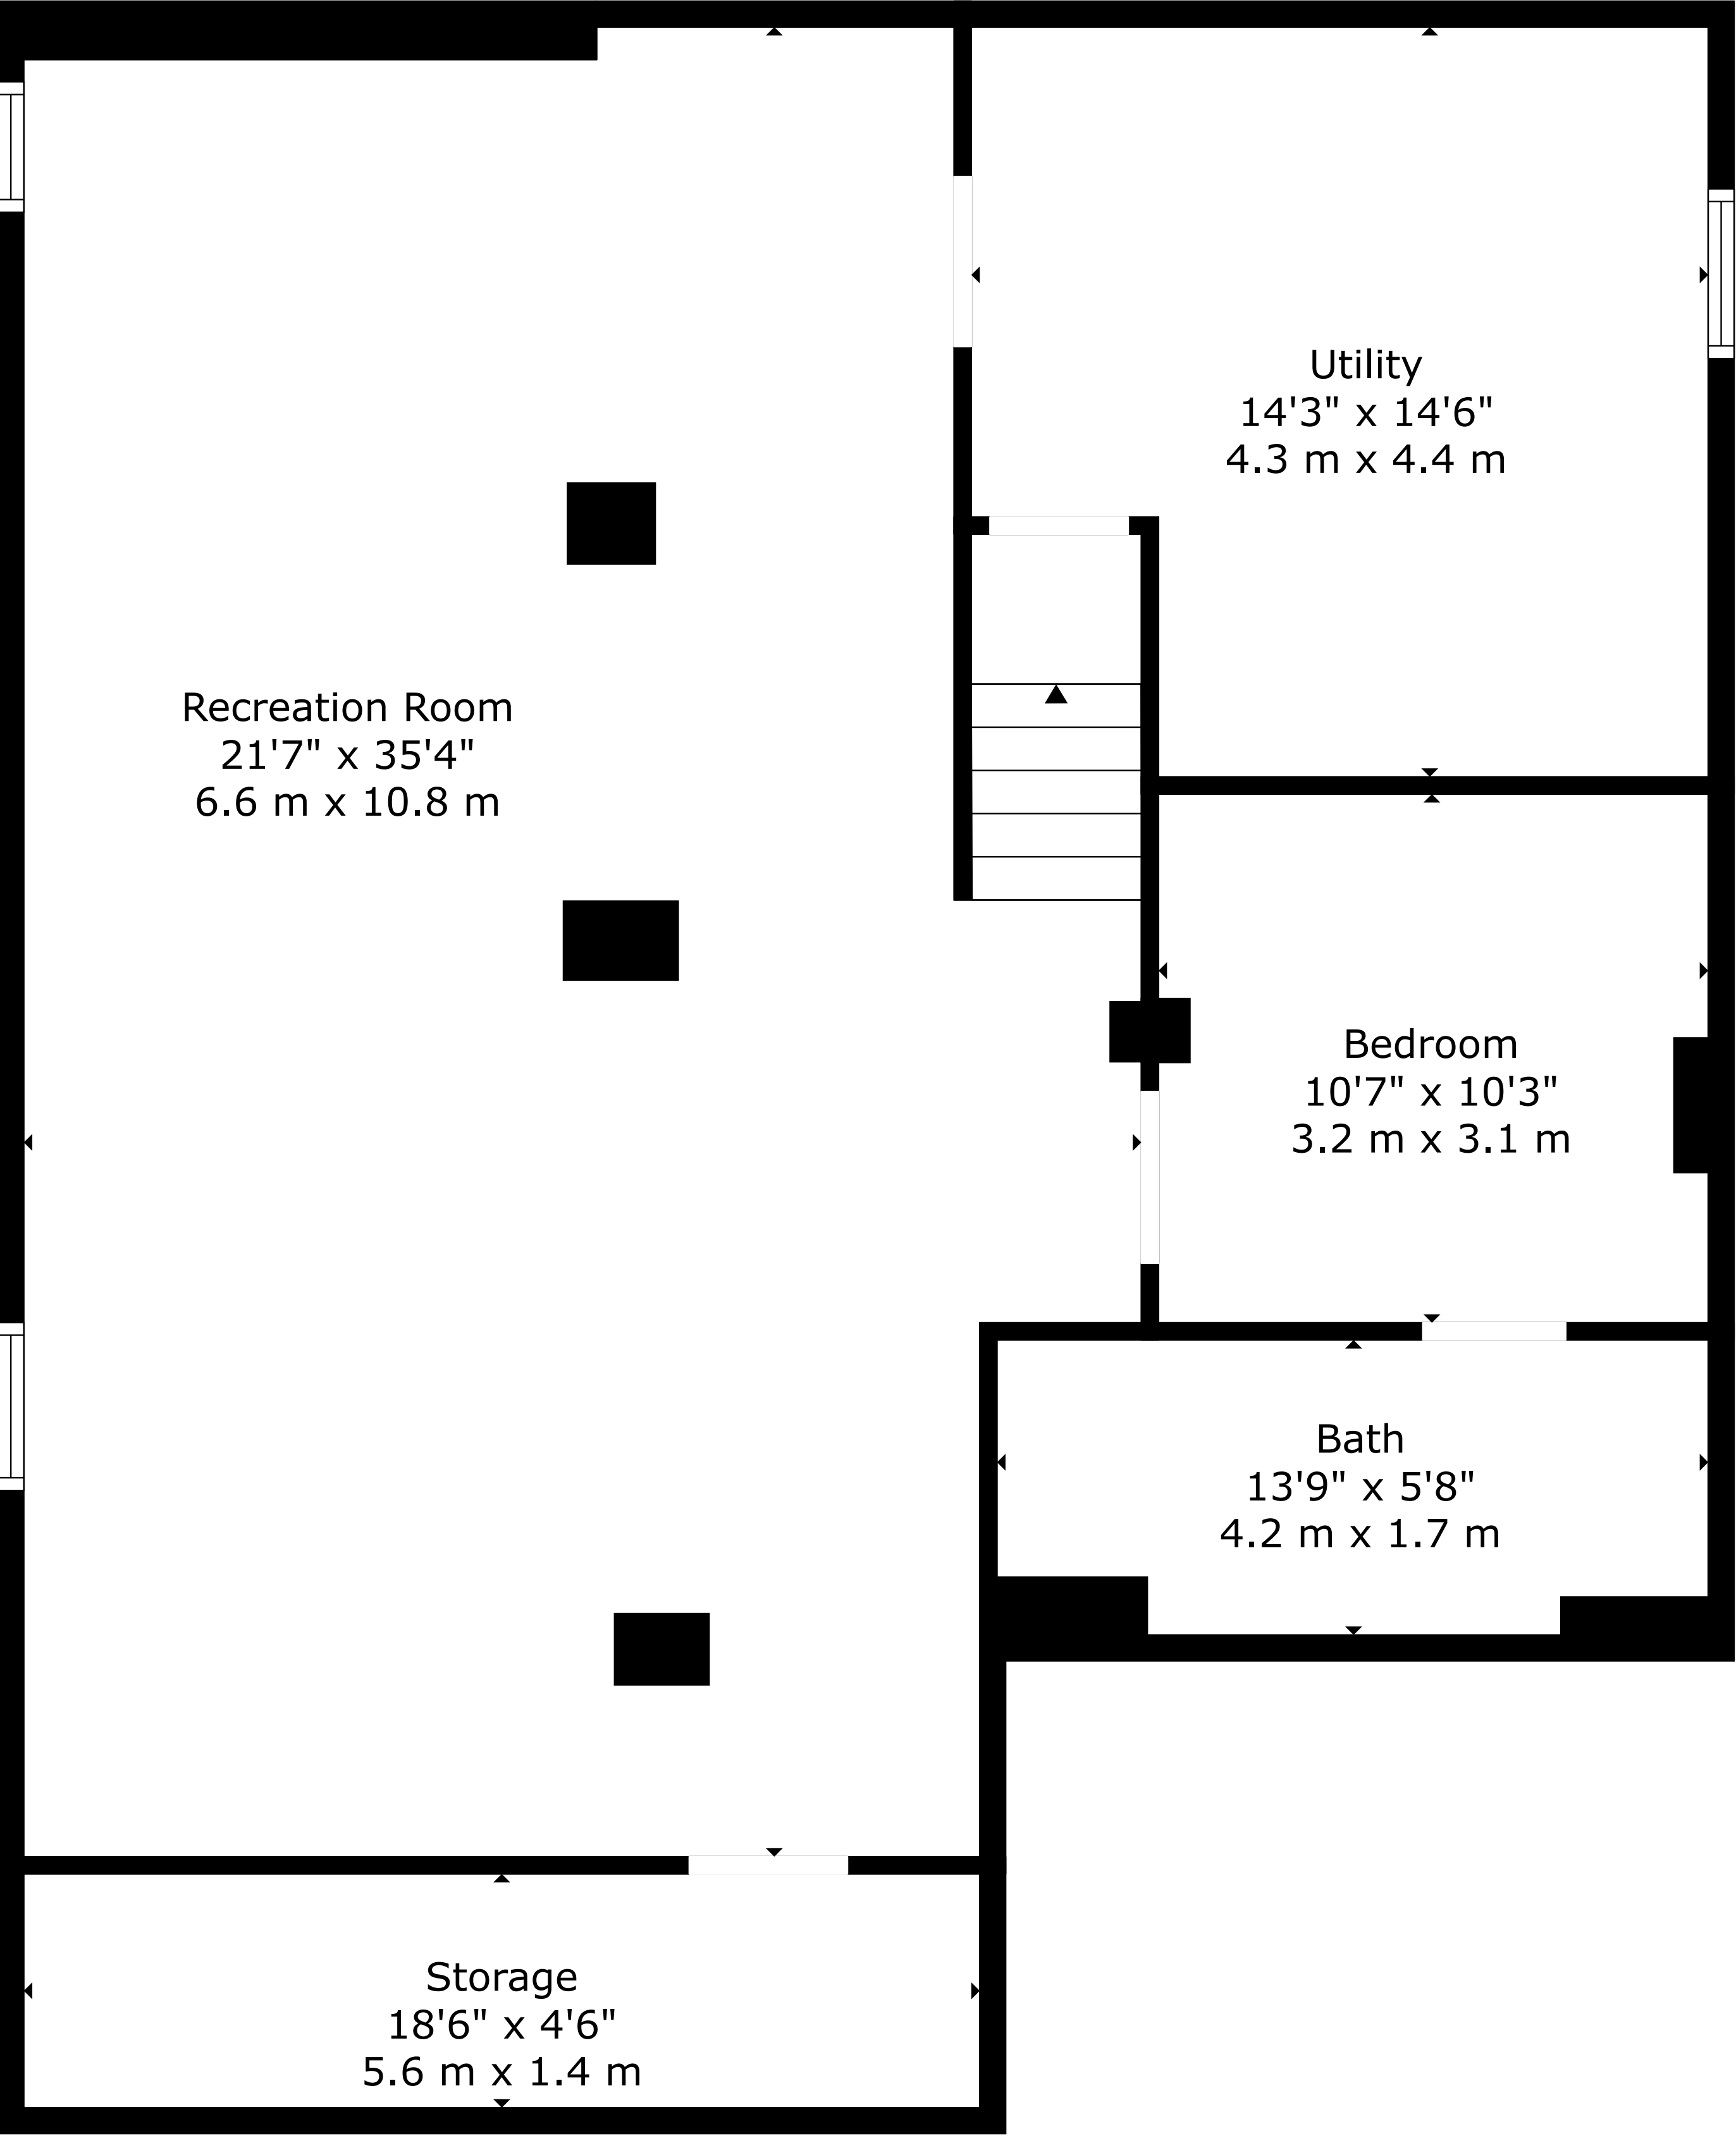 Utility
14'3" x 14'6"
4.3 m x 4.4 m
Recreation Room
21'7" x 35'4"
6.6 m x 10.8 m
Bedroom
10'7" x 10'3"
3.2 m x 3.1 m
Bath
13'9" x 5'8"
4.2 m x 1.7 m
Storage
18'6" x 4'6"
5.6 m x 1.4 m